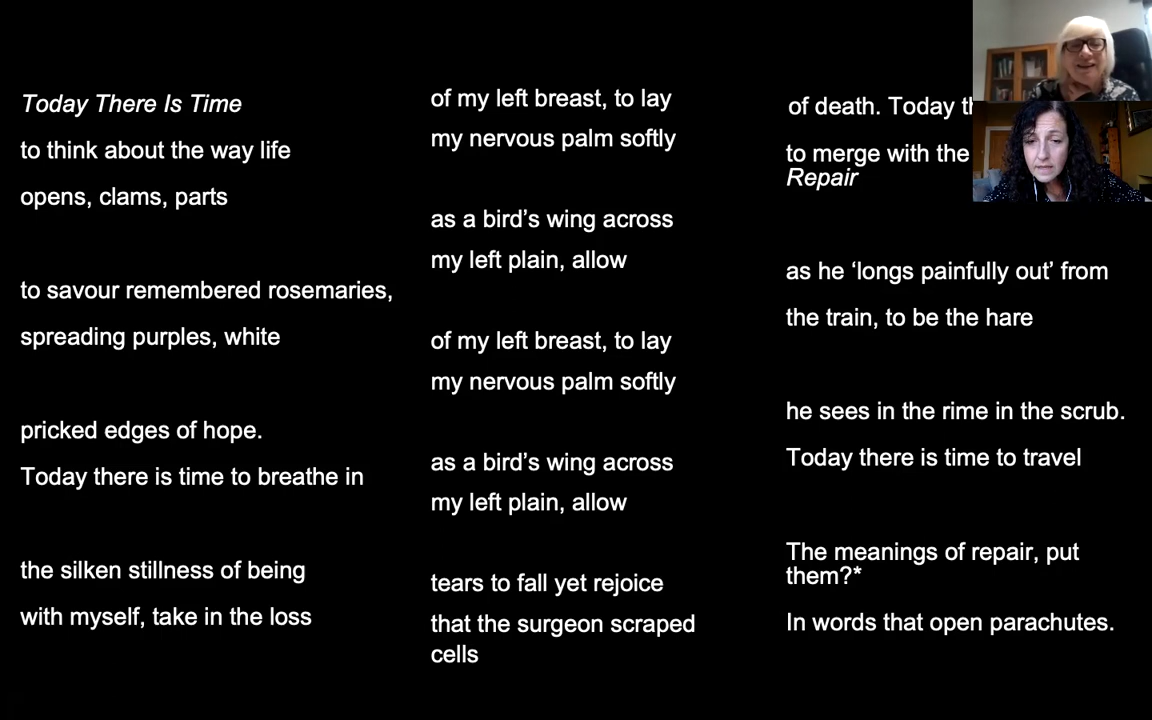 Today There Is Time
to think about the way life
opens, clams, parts
to savour remembered rosemaries,
spreading purples, white
pricked edges of hope.
Today there is time to breathe in
the silken stillness of being
with myself, take in the loss
of my left breast, to lay
my nervous palm softly
as a bird's wing across
my left plain, allow
of my left breast, to lay
my nervous palm softly
as a bird's wing across
my left plain, allow
tears to fall yet rejoice
that the surgeon scraped
cells
of death. Today
to merge with the
Repair
as he ‘longs painfully out’ from
the train, to be the hare
he sees in the rime in the scrub.
Today there is time to travel
The meanings of repair, put
them?*
In words that open parachutes.